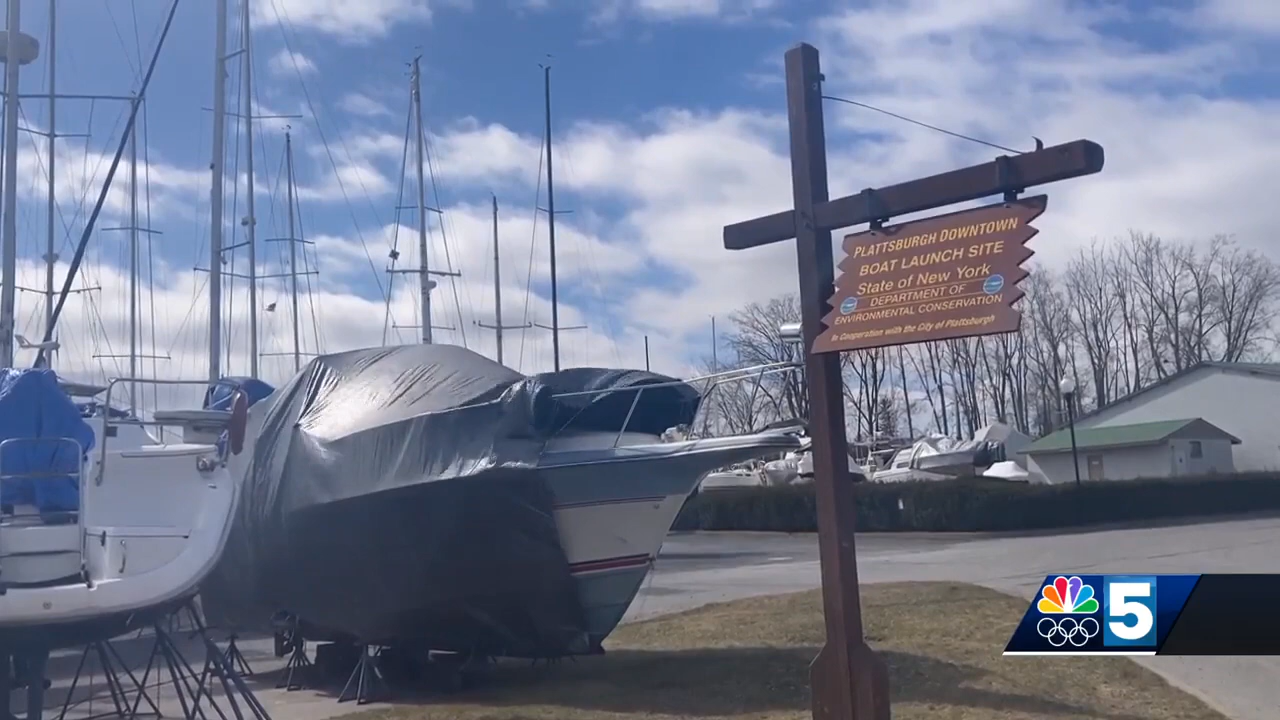 PLATTSBURGH DOWNTOWN
BOAT LAUNCH SITE
State of New York
DEPARTMENT OF
ENVIRONMENTAL CONSERVATION
In Cooperation with the City of Plattsburgh
5